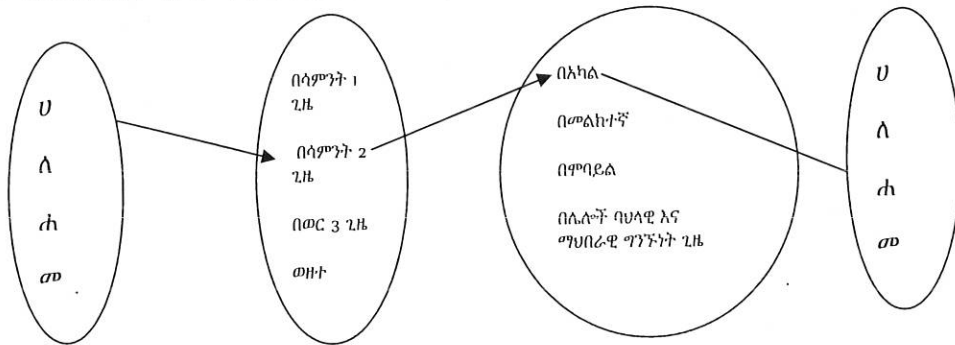 ሀ
ለ
ሐ
መ
በሳምንት 1
ጊዜ
በሳምንት 2
ጊዜ
በወር 3 ጊዜ
ወዘተ
በአካል
በመልክተኛ
በሞባይል
በሌሎች ባህላዊ እና
ማህበራዊ ግንኙነት ጊዜ
ሀ
ለ
ሐ
መ